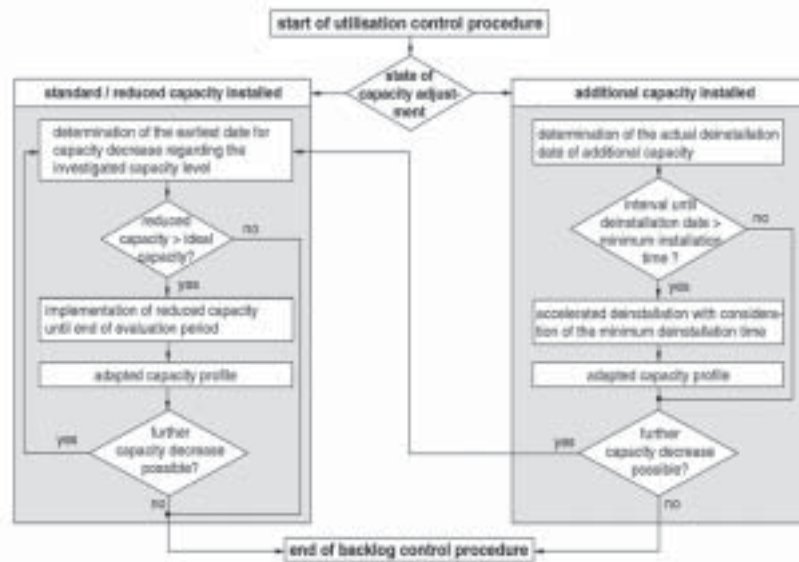 start of utilisation control procedure
state of
capacity adjust-
ment
standard / reduced capacity installed
determination of the earliest date for
capacity decrease regarding the
investigated capacity level
reduced
capacity > ideal
capacity?
no
yes
implementation of reduced capacity
until end of evaluation period
adapted capacity profile
further
capacity decrease
possible?
yes
no
additional capacity installed
determination of the actual deinstallation
date of additional capacity
interval until
deinstallation date >
minimum installation
time ?
no
yes
accelerated deinstallation with considera-
tion of the minimum deinstallation time
adapted capacity profile
further
capacity decrease
possible?
yes
no
end of backlog control procedure